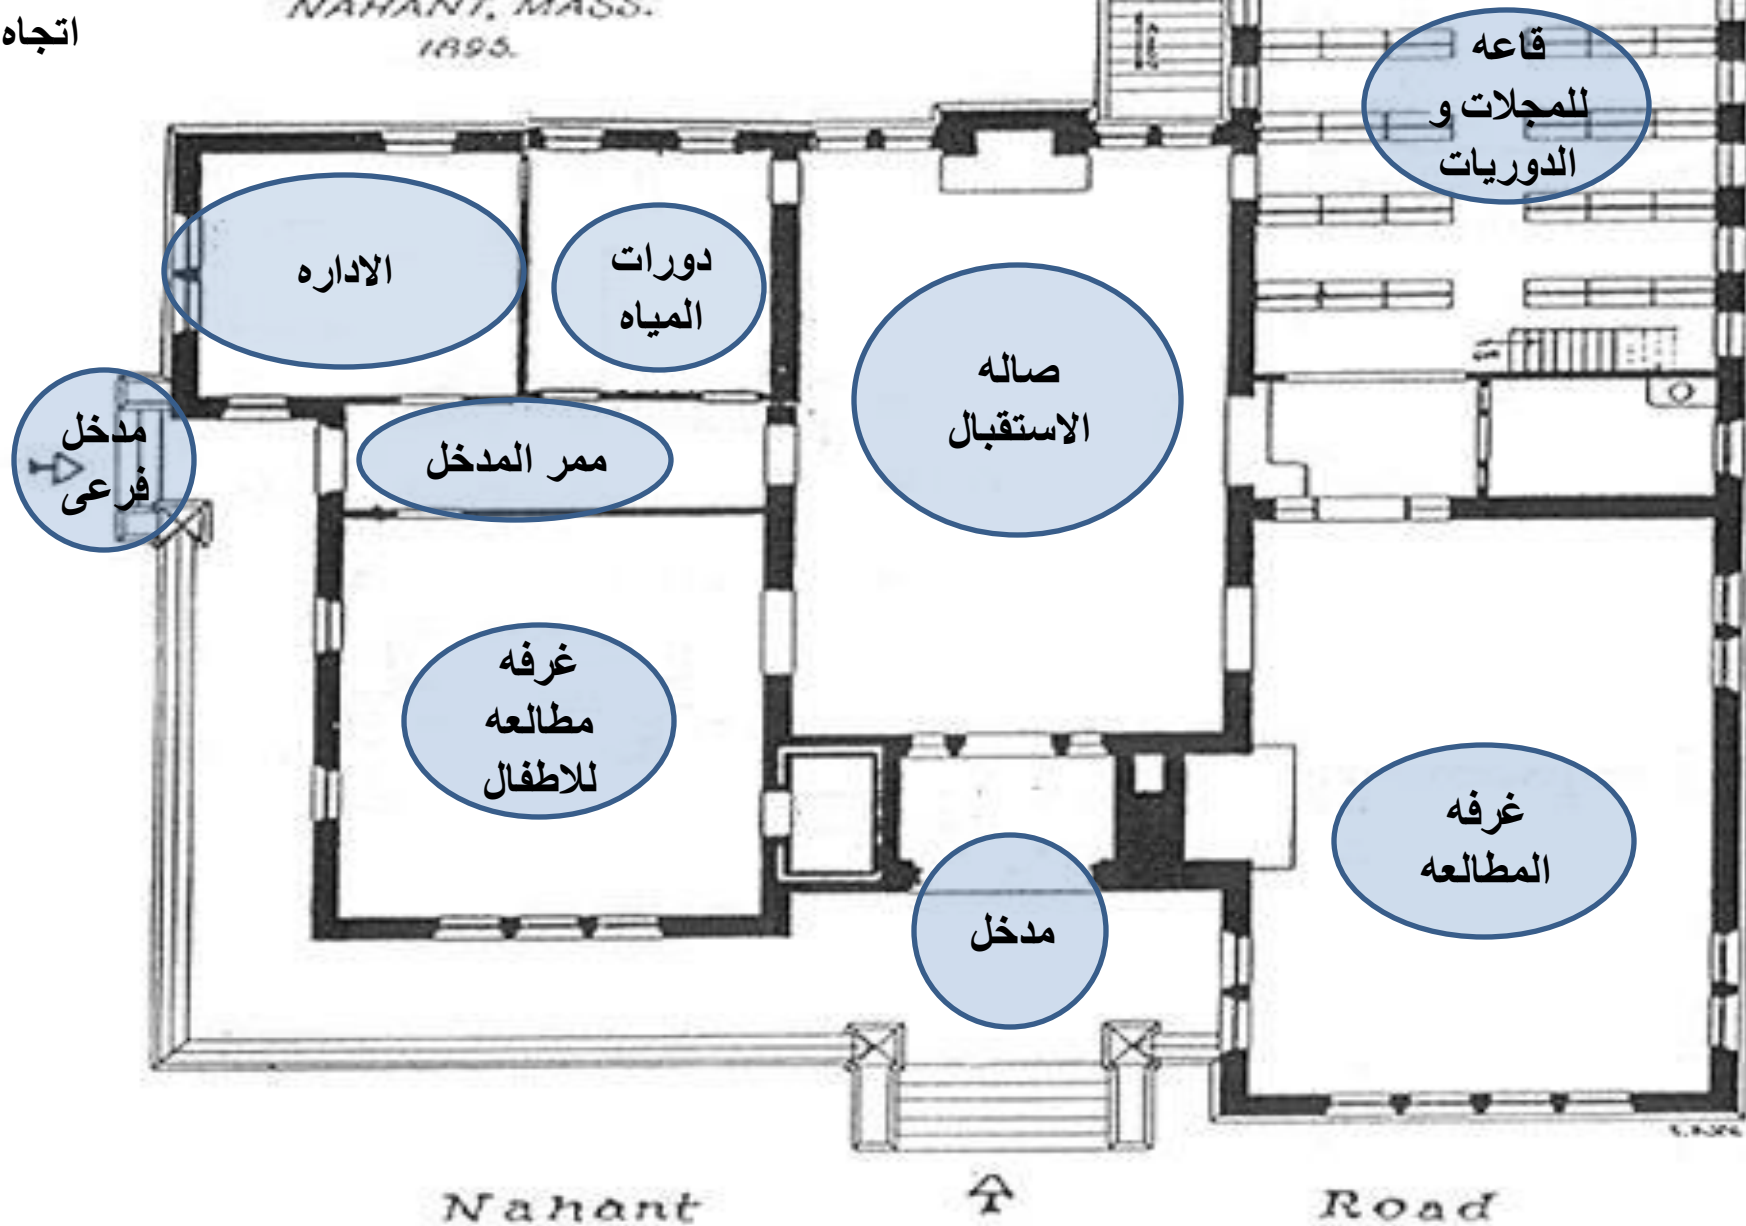 NAHANT, MASS.
1895.
اتجاه
قاعه
للمجلات و
الدوريات
الاداره
دورات
المياه
صاله
الاستقبال
مدخل
فرعى
ممر المدخل
غرفه
مطالعه
للاطفال
غرفه
المطالعه
مدخل
Nahant Road